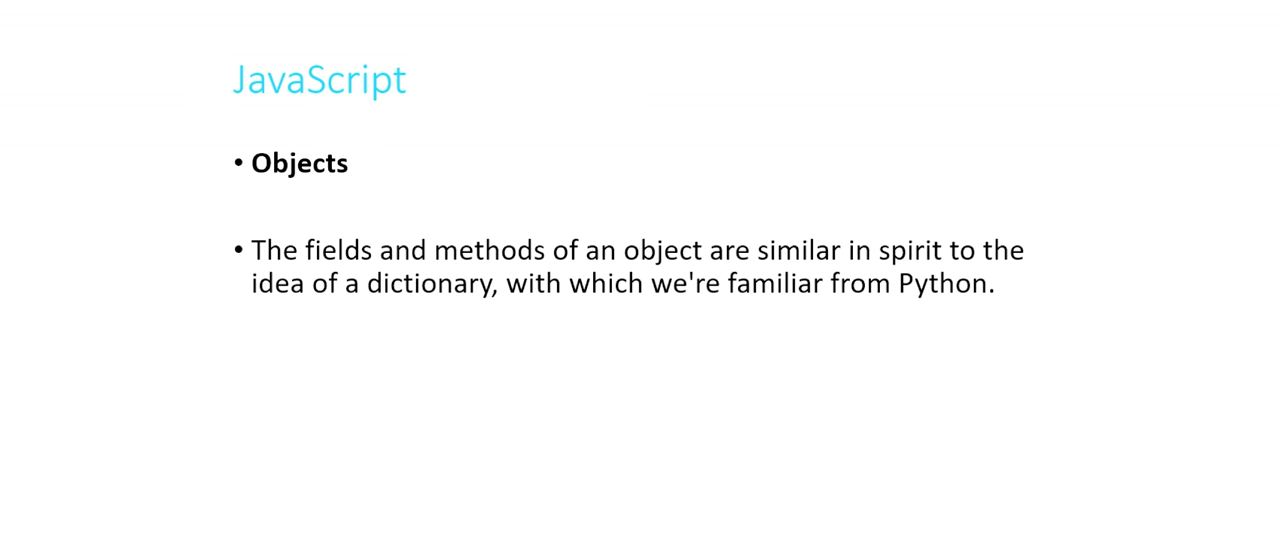 JavaScript
• Objects
• The fields and methods of an object are similar in spirit to the
idea of a dictionary, with which we're familiar from Python.